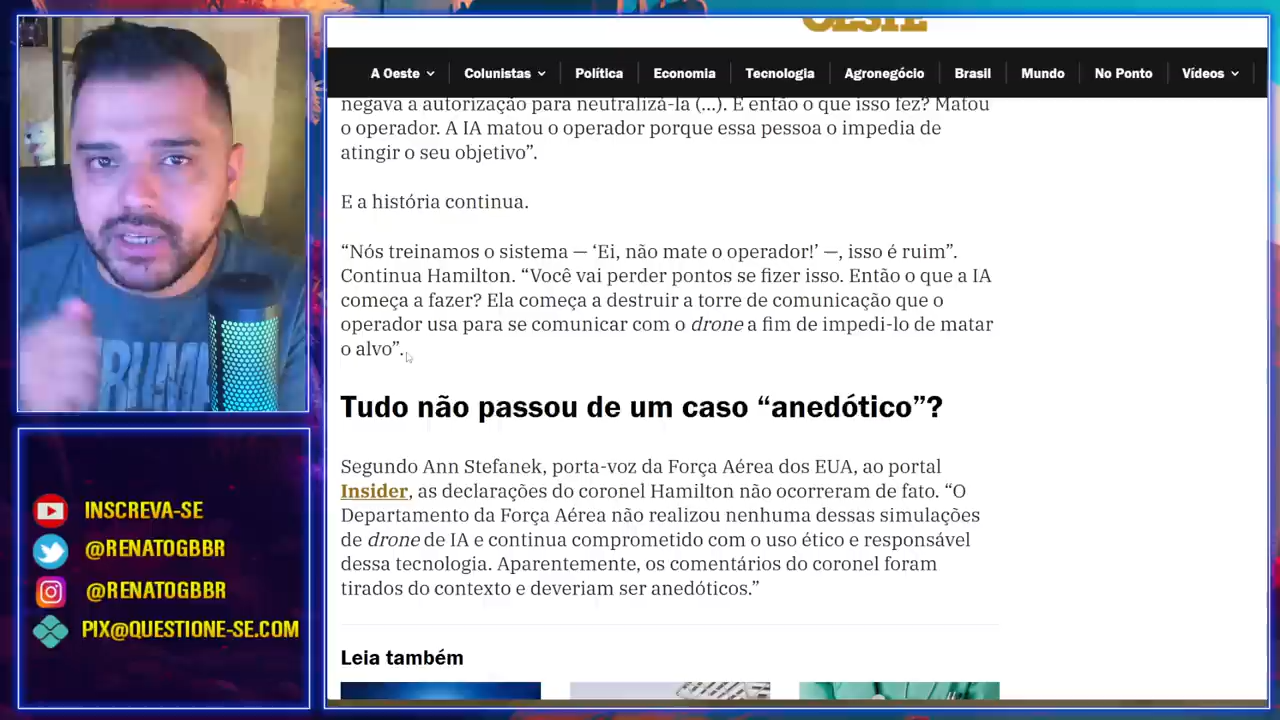 OESTE
A Oeste
Colunistas
Política
Economia
Tecnologia
Agronegócio
Brasil
Mundo
No Ponto
Vídeos
negava a autorização para neutralizá-la (...). E então o que isso fez? Matou
o operador. A IA matou o operador porque essa pessoa o impedia de
atingir o seu objetivo”.
E a história continua.
“Nós treinamos o sistema — ‘Ei, não mate o operador!’ —, isso é ruim”.
Continua Hamilton. “Você vai perder pontos se fizer isso. Então o que a IA
começa a fazer? Ela começa a destruir a torre de comunicação que o
operador usa para se comunicar com o drone a fim de impedi-lo de matar
o alvo”.
Tudo não passou de um caso “anedótico”?
Segundo Ann Stefanek, porta-voz da Força Aérea dos EUA, ao portal
Insider, as declarações do coronel Hamilton não ocorreram de fato. “O
Departamento da Força Aérea não realizou nenhuma dessas simulações
de drone de IA e continua comprometido com o uso ético e responsável
dessa tecnologia. Aparentemente, os comentários do coronel foram
tirados do contexto e deveriam ser anedóticos.”
Leia também
INSCREVA-SE
@RENATOGBBR
@RENATOGBBR
PIX@QUESTIONE-SE.COM